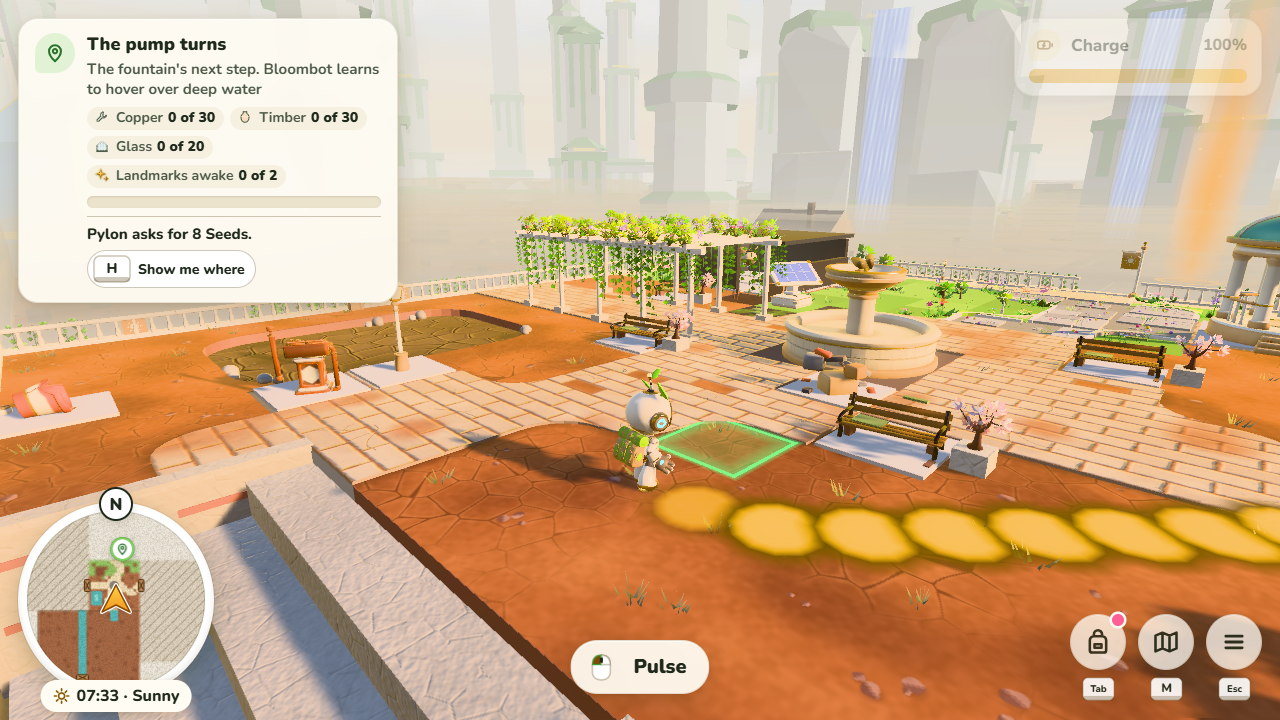 The pump turns
The fountain's next step. Bloombot learns
to hover over deep water
Copper 0 of 30 Timber 0 of 30
Glass 0 of 20
Landmarks awake 0 of 2
Pylon asks for 8 Seeds.
H Show me where
Charge 100%
N
07:33 · Sunny
Pulse
Tab M Esc